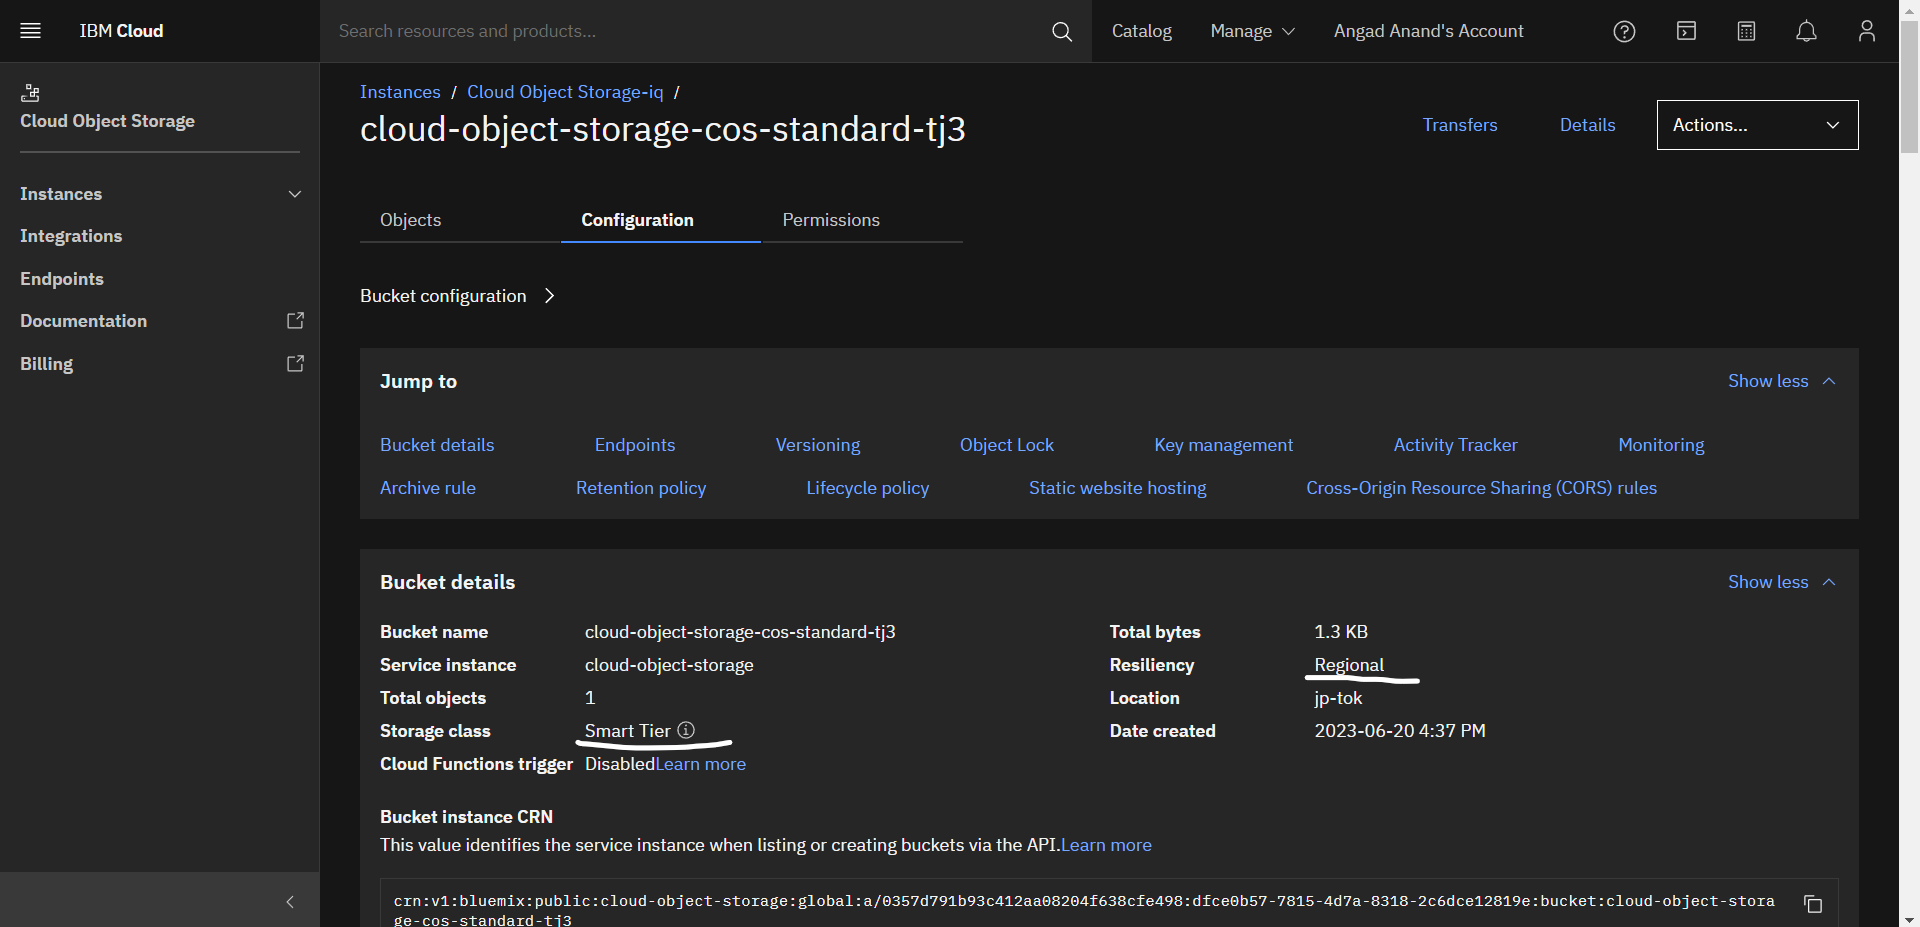 IBM Cloud
Search resources and products...
Catalog
Manage
Angad Anand's Account
Cloud Object Storage
Instances
Integrations
Endpoints
Documentation
Billing
Instances / Cloud Object Storage-iq /
cloud-object-storage-cos-standard-tj3
Transfers
Details
Actions...
Objects
Configuration
Permissions
Bucket configuration
Jump to
Show less
Bucket details Endpoints Versioning Object Lock Key management Activity Tracker Monitoring
Archive rule Retention policy Lifecycle policy Static website hosting Cross-Origin Resource Sharing (CORS) rules
Bucket details
Show less
Bucket name cloud-object-storage-cos-standard-tj3
Service instance cloud-object-storage
Total objects 1
Storage class Smart Tier
Cloud Functions trigger DisabledLearn more
Total bytes 1.3 KB
Resiliency Regional
Location jp-tok
Date created 2023-06-20 4:37 PM
Bucket instance CRN
This value identifies the service instance when listing or creating buckets via the API.Learn more
crn:v1:bluemix:public:cloud-object-storage:global:a/0357d791b93c412aa08204f638cfe498:dfce0b57-7815-4d7a-8318-2c6dce12819e:bucket:cloud-object-stora
ge-cos-standard-tj3